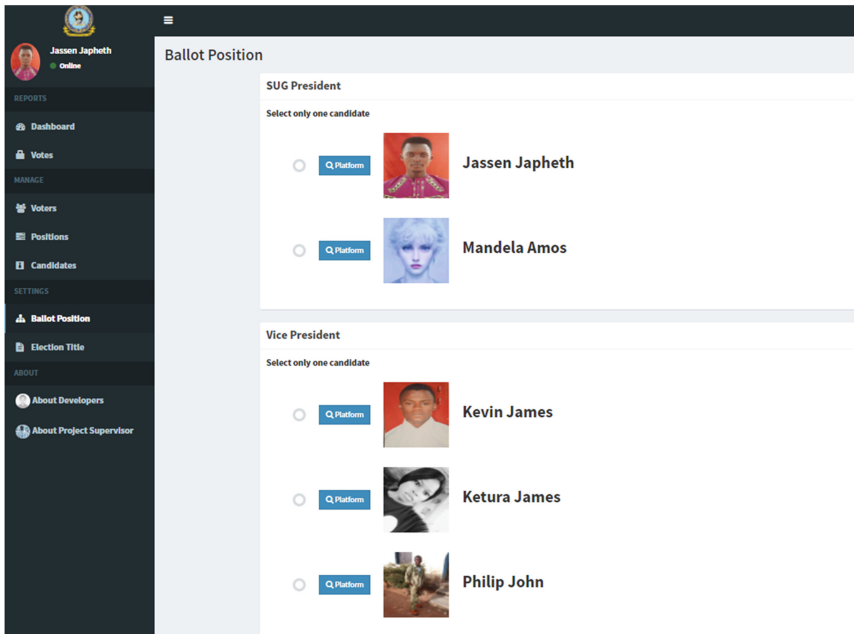 Jassen Japheth
Online
REPORTS
Dashboard
Votes
MANAGE
Voters
Positions
Candidates
SETTINGS
Ballot Position
Election Title
ABOUT
About Developers
About Project Supervisor
Ballot Position
SUG President
Select only one candidate
Platform
Jassen Japheth
Platform
Mandela Amos
Vice President
Select only one candidate
Platform
Kevin James
Platform
Ketura James
Platform
Philip John